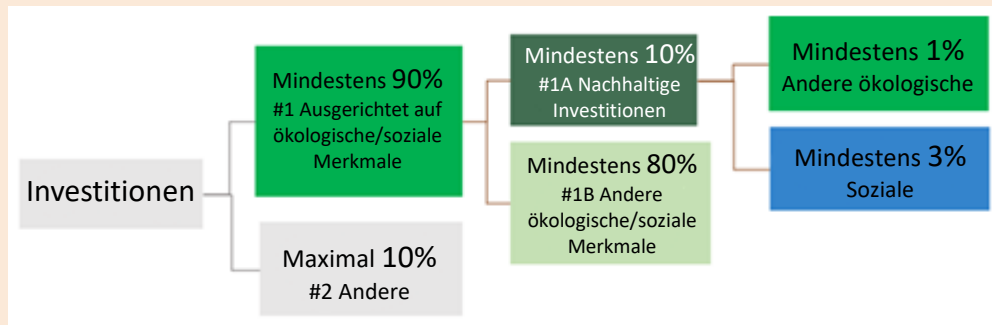 Investitionen
Mindestens 90%
#1 Ausgerichtet auf
ökologische/soziale
Merkmale
Maximal 10%
#2 Andere
Mindestens 10%
#1A Nachhaltige
Investitionen
Mindestens 80%
#1B Andere
ökologische/soziale
Merkmale
Mindestens 1%
Andere ökologische
Mindestens 3%
Soziale